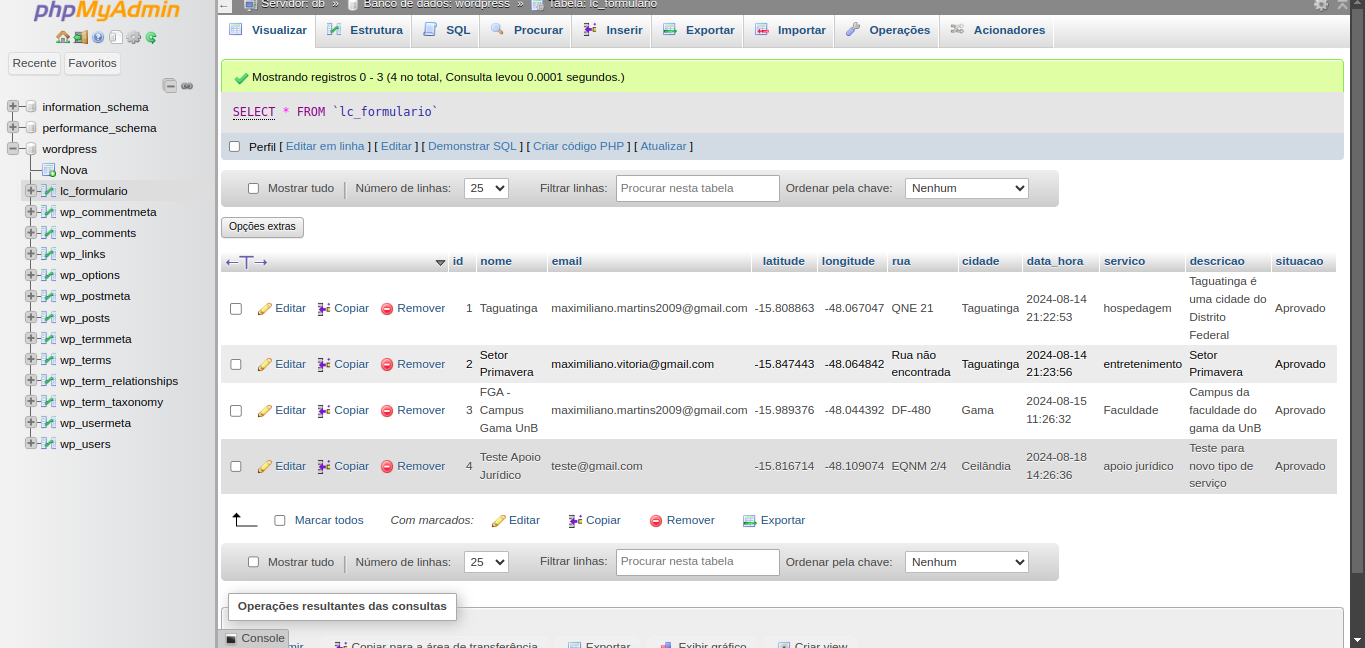 phpMyAdmin
Recente Favoritos
information_schema
performance_schema
wordpress
Nova
lc_formulario
wp_commentmeta
wp_comments
wp_links
wp_options
wp_postmeta
wp_posts
wp_termmeta
wp_terms
wp_term_relationships
wp_term_taxonomy
wp_usermeta
wp_users
Servidor: db » Banco de dados: wordpress » Tabela: lc_formulario
Visualizar Estrutura SQL Procurar Inserir Exportar Importar Operações Acionadores
Mostrando registros 0 - 3 (4 no total, Consulta levou 0.0001 segundos.)
SELECT * FROM `lc_formulario`
Perfil [ Editar em linha ] [ Editar ] [ Demonstrar SQL ] [ Criar código PHP ] [ Atualizar ]
Mostrar tudo | Número de linhas: 25 Filtrar linhas: Procurar nesta tabela Ordenar pela chave: Nenhum
Opções extras
←T→ id nome email latitude longitude rua cidade data_hora servico descricao situacao
Editar Copiar Remover 1 Taguatinga maximiliano.martins2009@gmail.com -15.808863 -48.067047 QNE 21 Taguatinga 2024-08-14 21:22:53 hospedagem Taguatinga é uma cidade do Distrito Federal Aprovado
Editar Copiar Remover 2 Setor Primavera maximiliano.vitoria@gmail.com -15.847443 -48.064842 Rua não encontrada Taguatinga 2024-08-14 21:23:56 entretenimento Setor Primavera Aprovado
Editar Copiar Remover 3 FGA - Campus Gama UnB maximiliano.martins2009@gmail.com -15.989376 -48.044392 DF-480 Gama 2024-08-15 11:26:32 Faculdade Campus da faculdade do gama da UnB Aprovado
Editar Copiar Remover 4 Teste Apoio Jurídico teste@gmail.com -15.816714 -48.109074 EQNM 2/4 Ceilândia 2024-08-18 14:26:36 apoio jurídico Teste para novo tipo de serviço Aprovado
Marcar todos Com marcados: Editar Copiar Remover Exportar
Mostrar tudo | Número de linhas: 25 Filtrar linhas: Procurar nesta tabela Ordenar pela chave: Nenhum
Operações resultantes das consultas
Console
Copiar para a área de transferência Exportar Exibir gráfico Criar view